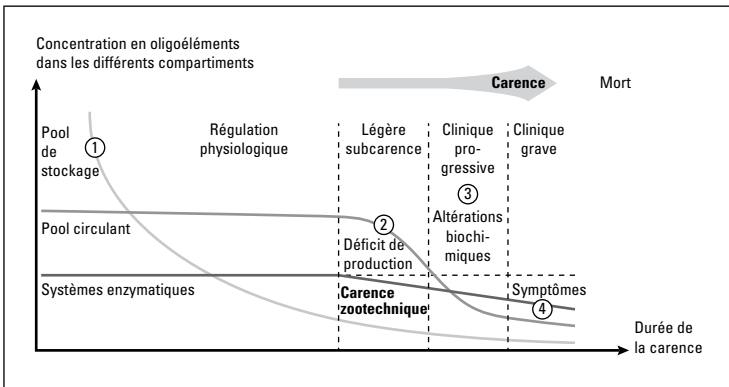 Concentration en oligoéléments
dans les différents compartiments
Carence
Mort
Pool
de
stockage
1
Régulation
physiologique
Légère
subcarence
Clinique
pro-
gressive
Clinique
grave
3
Altérations
biochi-
miques
2
Déficit de
production
Pool circulant
Systèmes enzymatiques
Carence
zootechnique
Symptômes
4
Durée de
la carence